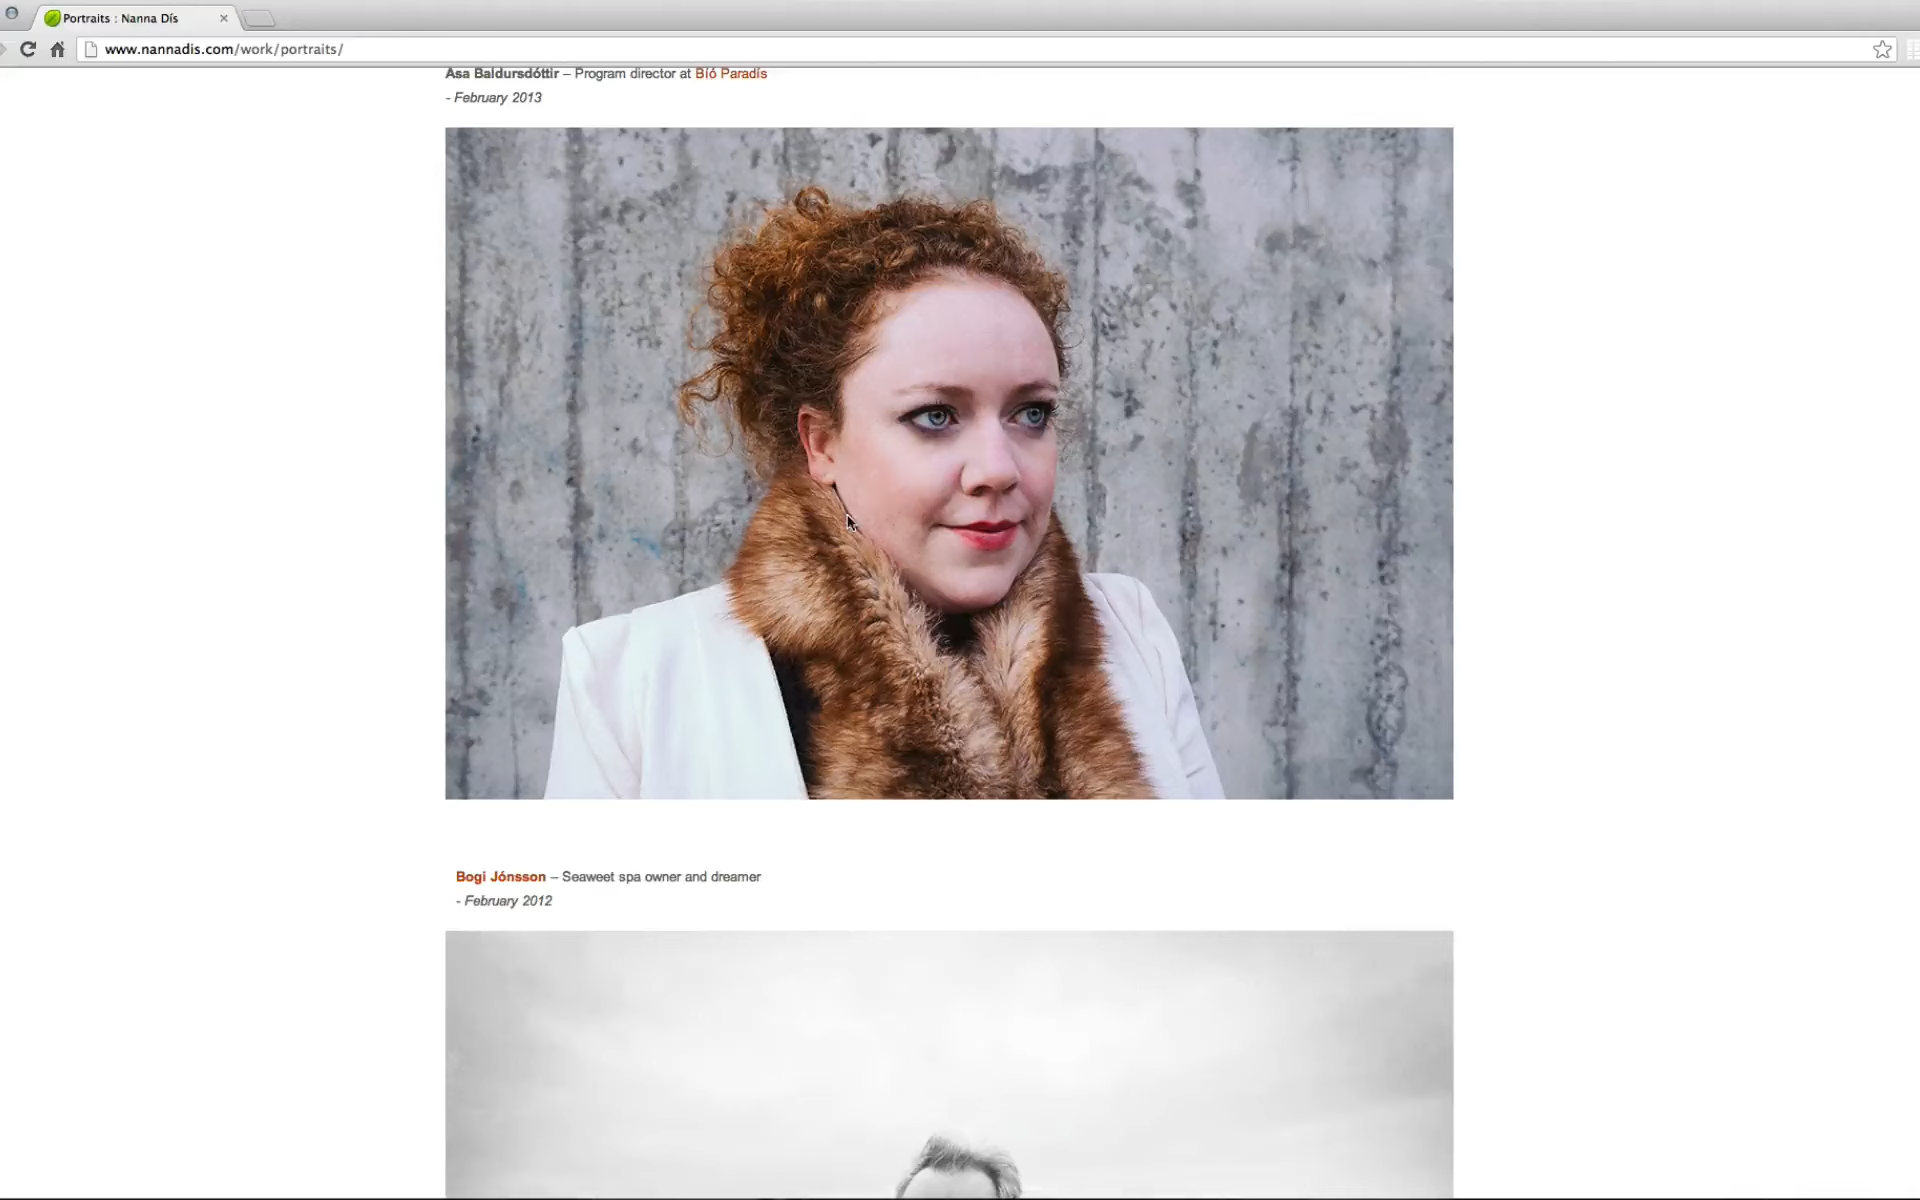 Portraits : Nanna Dís
www.nannadis.com/work/portraits/
Ása Baldursdóttir – Program director at Bíó Paradís
- February 2013
Bogi Jónsson – Seaweet spa owner and dreamer
- February 2012